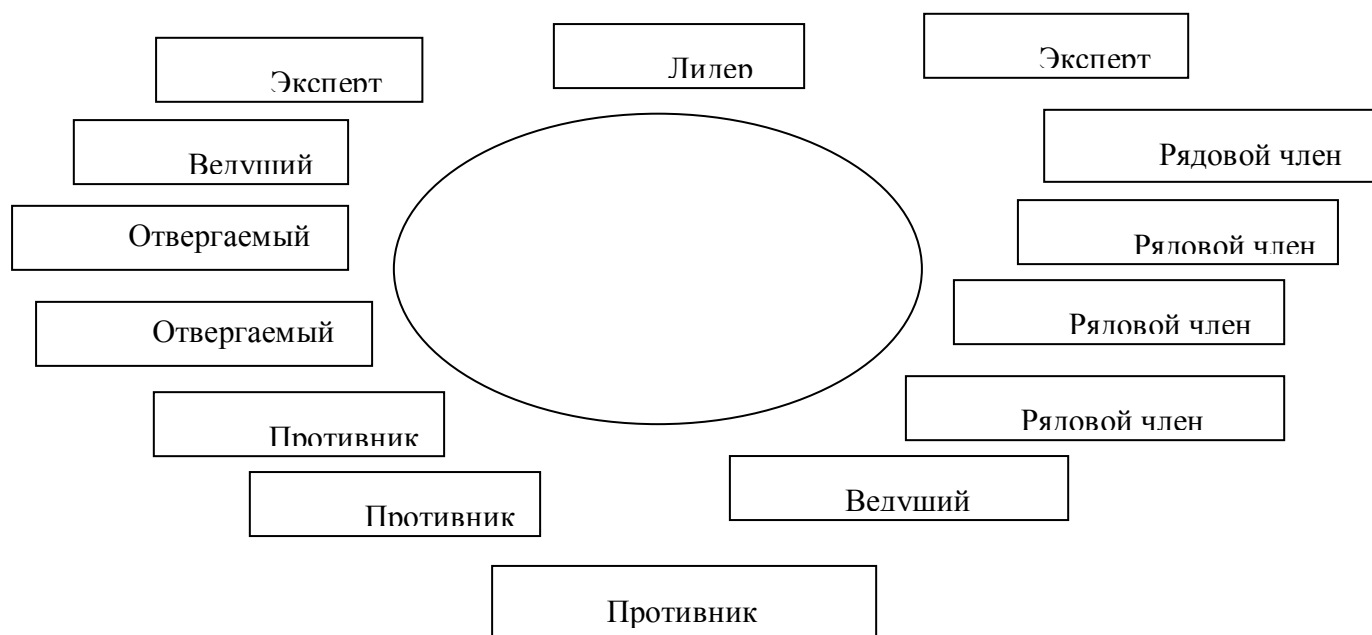 Эксперт
Лидер
Эксперт
Ведущий
Рядовой член
Отвергаемый
Рядовой член
Отвергаемый
Рядовой член
Противник
Рядовой член
Противник
Ведущий
Противник